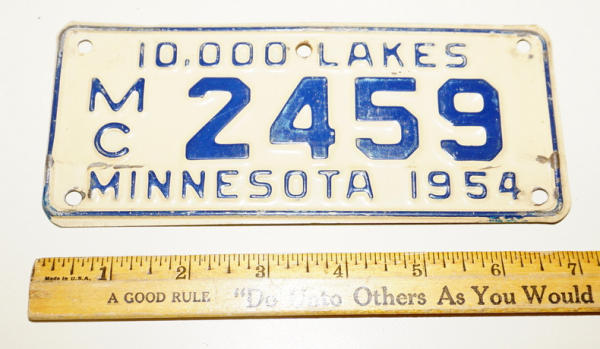 10,000 LAKES
MC 2459
MINNESOTA 1954
1 2 3 4 5 6 7
Made in U.S.A.
A GOOD RULE "Do Unto Others As You Would